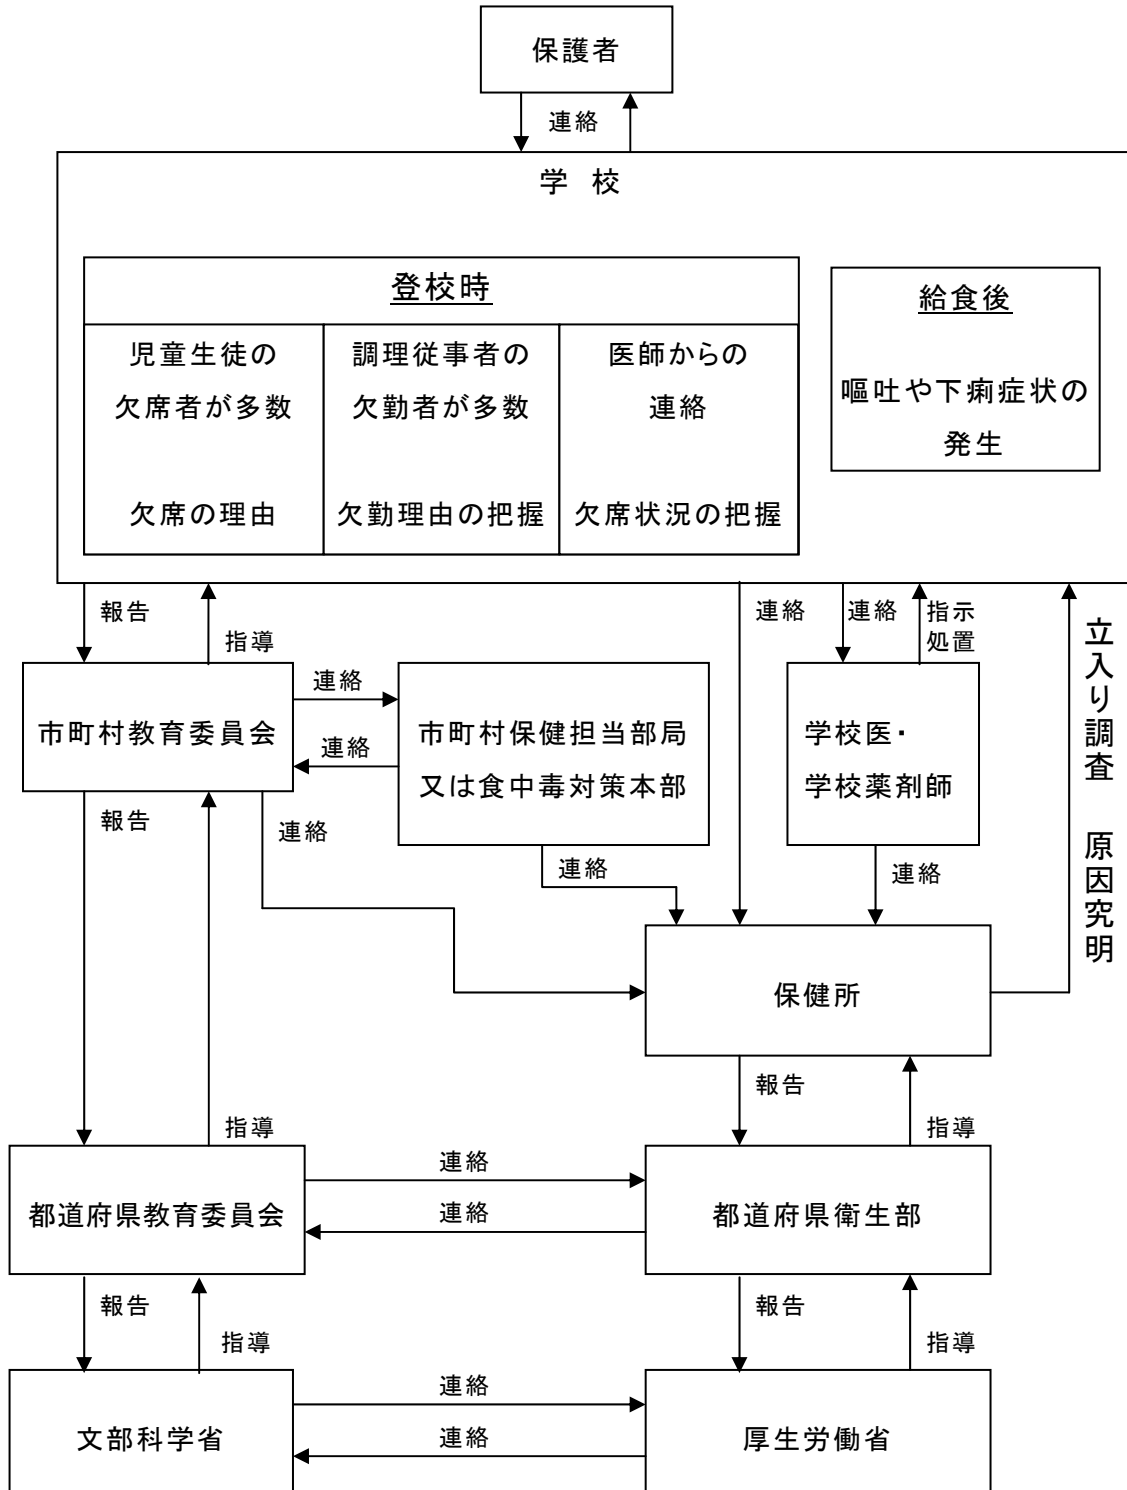 保護者
連絡
学 校
登校時
児童生徒の
欠席者が多数
欠席の理由
調理従事者の
欠勤者が多数
欠勤理由の把握
医師からの
連絡
欠席状況の把握
給食後
嘔吐や下痢症状の
発生
報告
指導
連絡
連絡
指示
処置
立入り調査 原因究明
市町村教育委員会
連絡
連絡
市町村保健担当部局
又は食中毒対策本部
学校医・
学校薬剤師
報告
連絡
連絡
連絡
保健所
報告
指導
指導
都道府県教育委員会
連絡
連絡
都道府県衛生部
報告
指導
報告
指導
文部科学省
連絡
連絡
厚生労働省